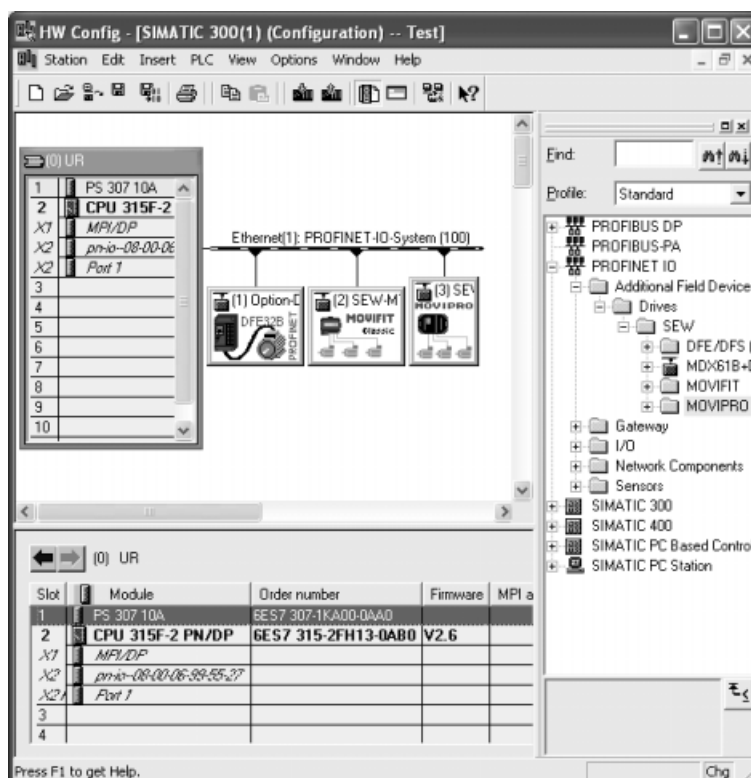 HW Config - [SIMATIC 300(1) (Configuration) -- Test]
Station Edit Insert PLC View Options Window Help
(0) UR
1 PS 307 10A
2 CPU 315F-2
X1 MPI/DP
X2 pn-io--08-00-06
X2 Port 1
3
4
5
6
7
8
9
10
Ethernet(1): PROFINET-IO-System (100)
(1) Option-D
DFE32B
PROFINET
(2) SEW-M
MOVIFIT
Classic
(3) SEW
MOVIPRO
Find:
Profile: Standard
PROFIBUS DP
PROFIBUS-PA
PROFINET IO
Additional Field Device
Drives
SEW
DFE/DFS
MDX61B+
MOVIFIT
MOVIPRO
Gateway
I/O
Network Components
Sensors
SIMATIC 300
SIMATIC 400
SIMATIC PC Based Contro
SIMATIC PC Station
(0) UR
Slot Module Order number Firmware MPI a
1 PS 307 10A 6ES7 307-1KA00-0AA0
2 CPU 315F-2 PN/DP 6ES7 315-2FH13-0AB0 V2.6
X1 MPI/DP
X2 pn-io--08-00-06-99-55-27
X2 Port 1
3
4
Press F1 to get Help.
Chg